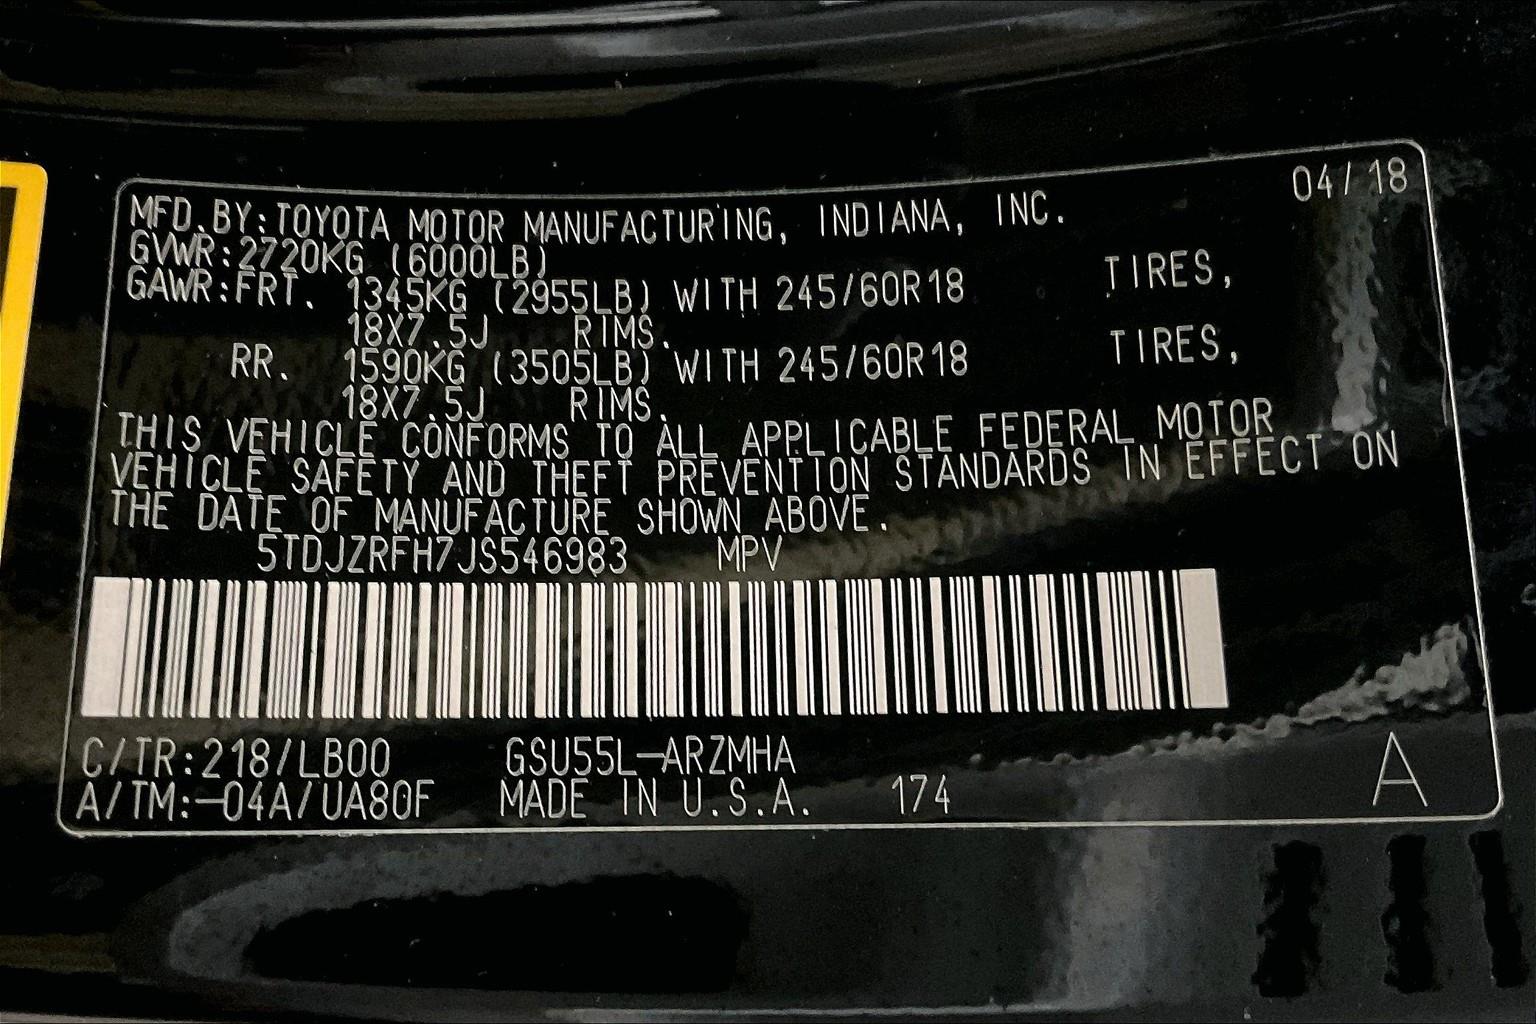 04/18
MFD.BY:TOYOTA MOTOR MANUFACTURING, INDIANA, INC.
GVWR:2720KG (6000LB)
GAWR:FRT. 1345KG (2955LB) WITH 245/60R18 TIRES,
18X7.5J RIMS.
RR. 1590KG (3505LB) WITH 245/60R18 TIRES,
18X7.5J RIMS.
THIS VEHICLE CONFORMS TO ALL APPLICABLE FEDERAL MOTOR
VEHICLE SAFETY AND THEFT PREVENTION STANDARDS IN EFFECT ON
THE DATE OF MANUFACTURE SHOWN ABOVE.
5TDJZRFH7JS546983 MPV
C/TR:218/LB00 GSU55L-ARZMHA
A/TM:-04A/UA80F MADE IN U.S.A. 174 A